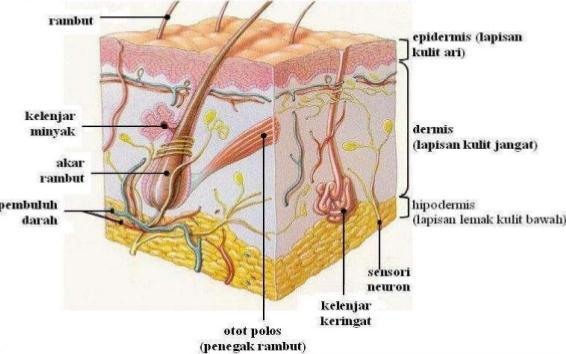 rambut
epidermis (lapisan
kulit ari)
kelenjar
minyak
dermis
(lapisan kulit jangat)
akar
rambut
pembuluh
darah
hipodermis
(lapisan lemak kulit bawah)
sensori
neuron
kelenjar
keringat
otot polos
(penegak rambut)